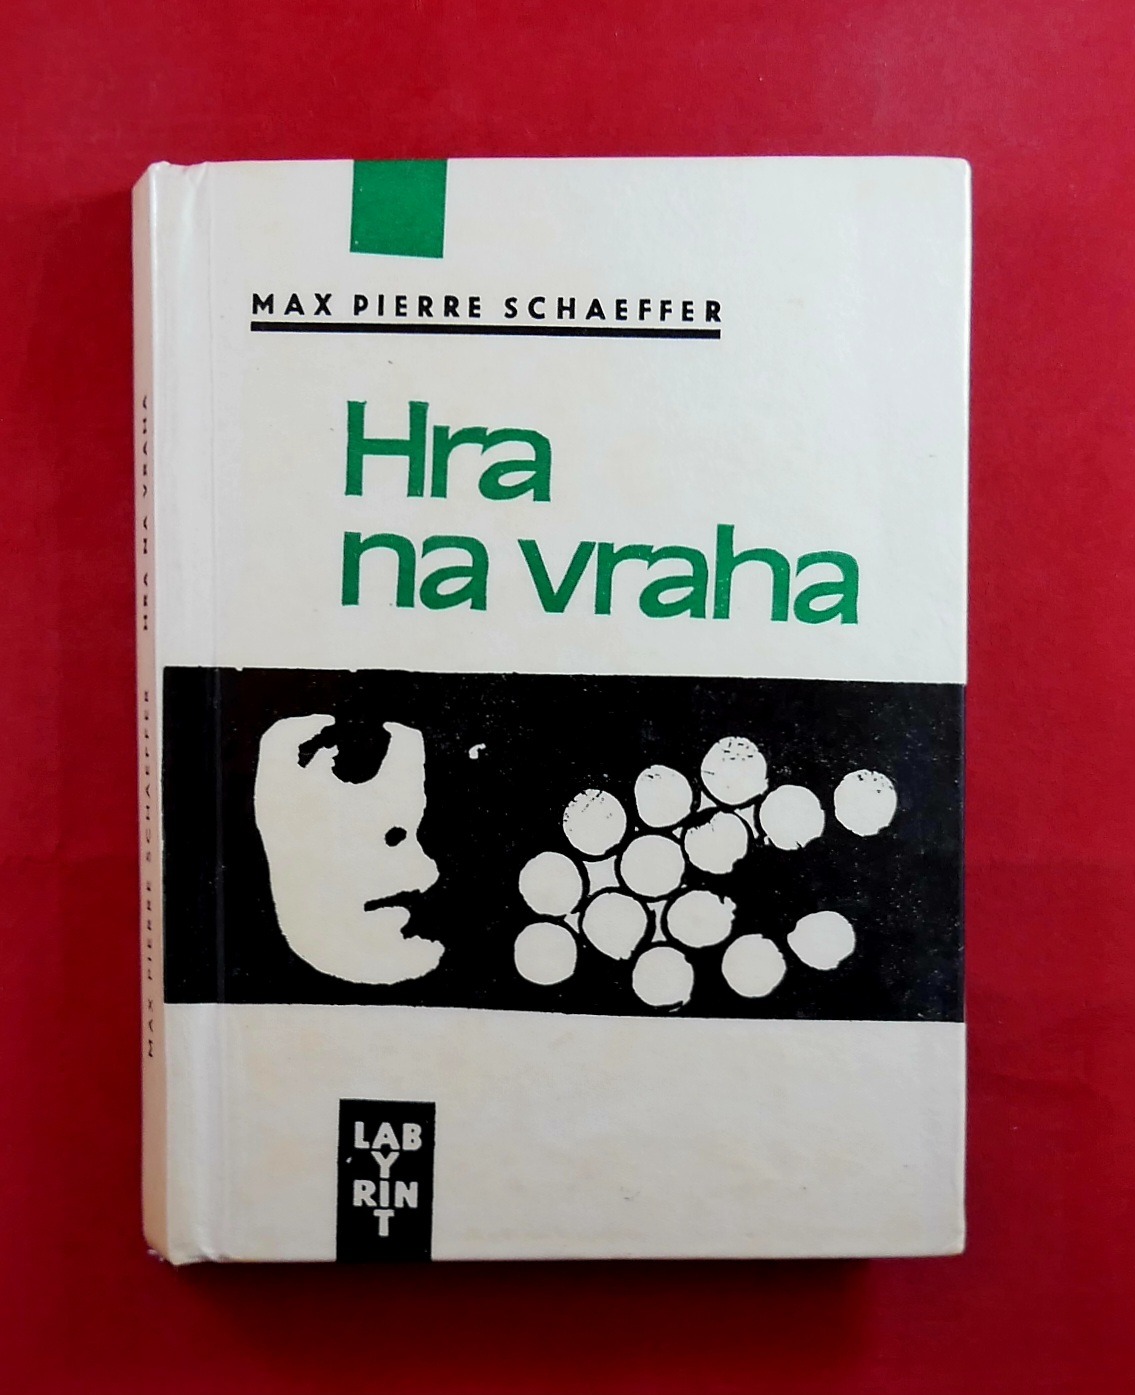 MAX PIERRE SCHAEFFER
Hra
na vraha
LAB
Y
RIN
T
MAX PIERRE SCHAEFFER HRA NA VRAHA